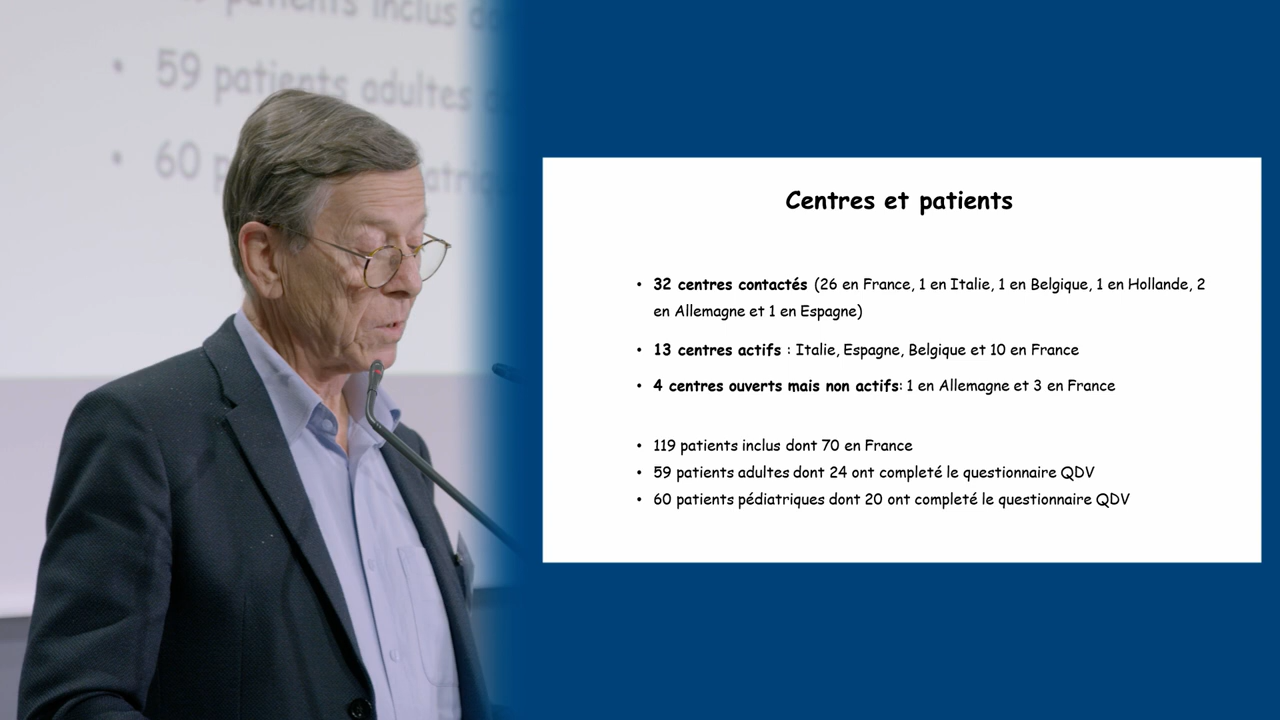 patients inclus
• 59 patients adultes
• 60
Centres et patients
• 32 centres contactés (26 en France, 1 en Italie, 1 en Belgique, 1 en Hollande, 2
en Allemagne et 1 en Espagne)
• 13 centres actifs : Italie, Espagne, Belgique et 10 en France
• 4 centres ouverts mais non actifs: 1 en Allemagne et 3 en France
• 119 patients inclus dont 70 en France
• 59 patients adultes dont 24 ont completé le questionnaire QDV
• 60 patients pédiatriques dont 20 ont completé le questionnaire QDV